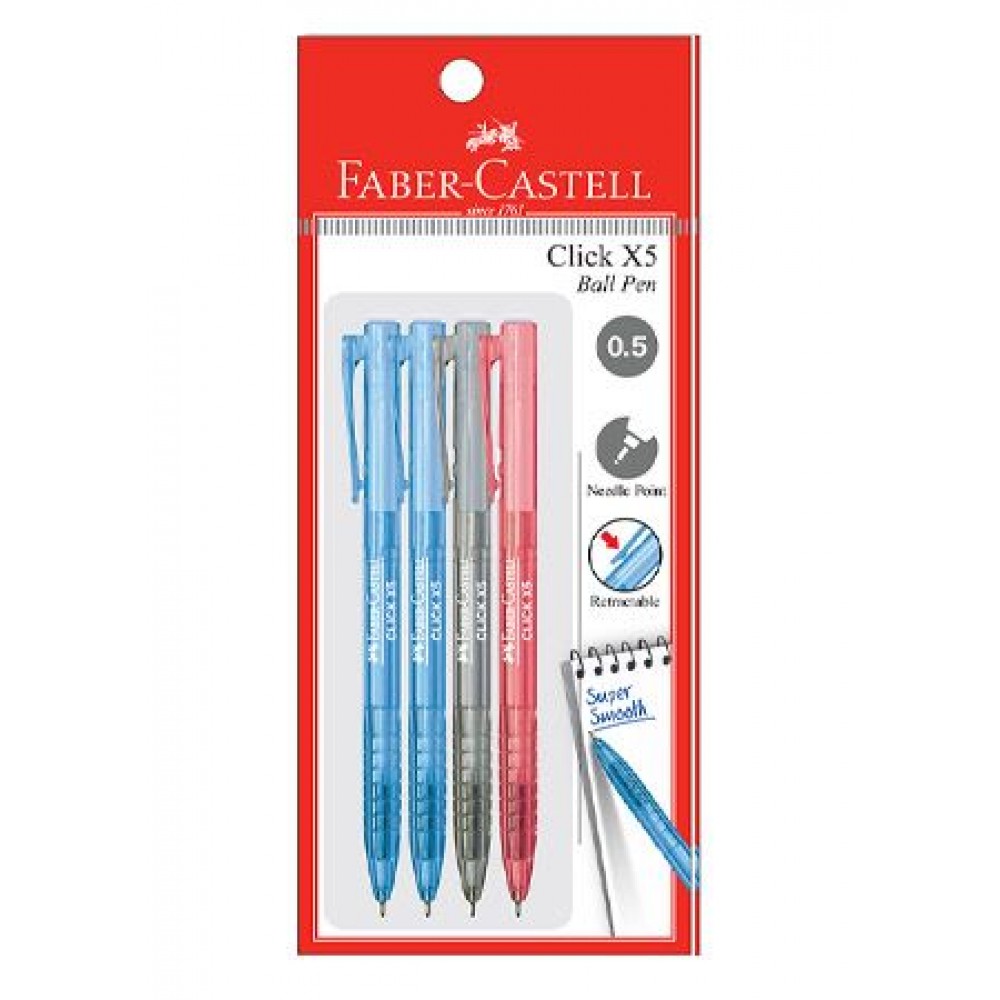 FABER-CASTELL
since 1761
Click X5
Ball Pen
0.5
Needle Point
Retractable
Super
Smooth
FABER-CASTELL
CLICK X5
FABER-CASTELL
CLICK X5
FABER-CASTELL
CLICK X5
FABER-CASTELL
CLICK X5